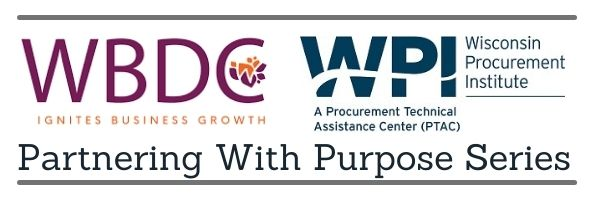 WBDC
IGNITES BUSINESS GROWTH
WPI
Wisconsin
Procurement
Institute
A Procurement Technical
Assistance Center (PTAC)
Partnering With Purpose Series